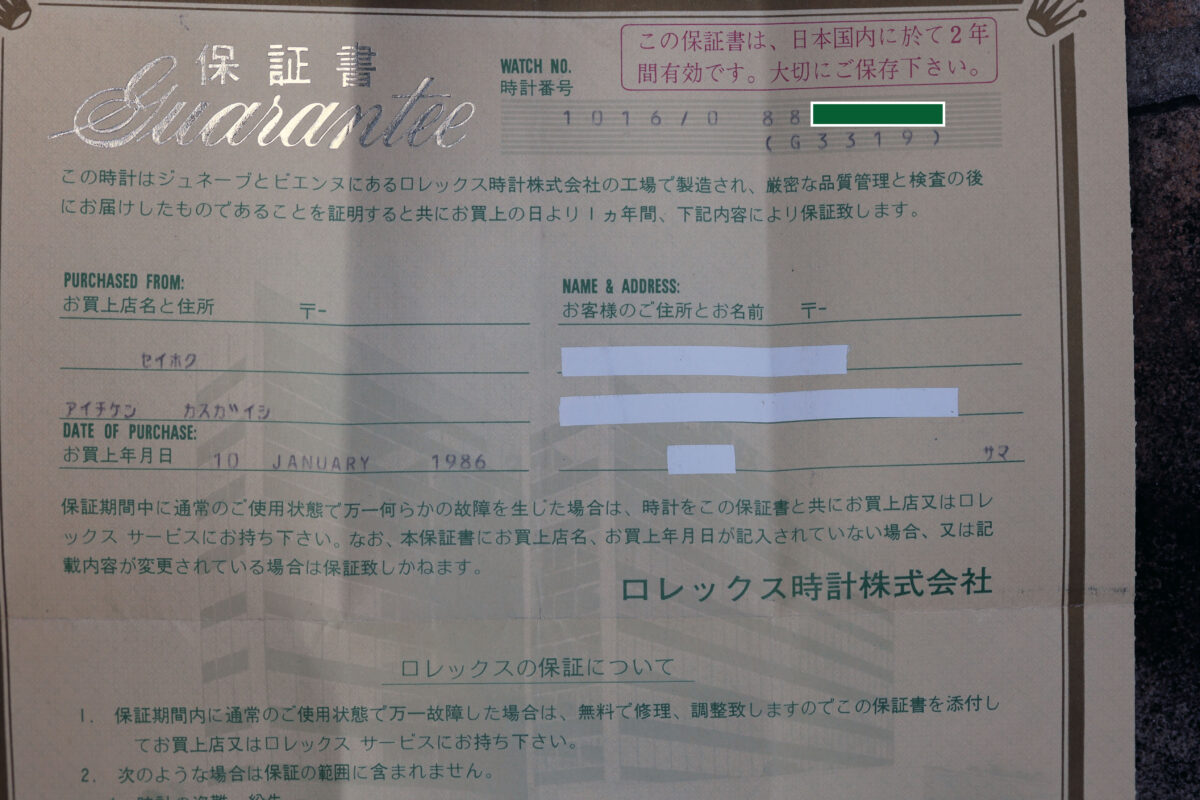 保証書
Guarantee
WATCH NO.
時計番号
この保証書は、日本国内に於て2年
間有効です。大切にご保存下さい。
1016/0 88
(G3319)
この時計はジュネーブとビエンヌにあるロレックス時計株式会社の工場で製造され、厳密な品質管理と検査の後
にお届けしたものであることを証明すると共にお買上の日より1ヵ年間、下記内容により保証致します。
PURCHASED FROM:
お買上店名と住所 〒-
セイホク
アイチケン カスガイシ
DATE OF PURCHASE:
お買上年月日 10 JANUARY 1986
NAME & ADDRESS:
お客様のご住所とお名前 〒-
サマ
保証期間中に通常のご使用状態で万一何らかの故障を生じた場合は、時計をこの保証書と共にお買上店又はロレ
ックス サービスにお持ち下さい。なお、本保証書にお買上店名、お買上年月日が記入されていない場合、又は記
載内容が変更されている場合は保証致しかねます。
ロレックス時計株式会社
ロレックスの保証について
1. 保証期間内に通常のご使用状態で万一故障した場合は、無料で修理、調整致しますのでこの保証書を添付し
てお買上店又はロレックス サービスにお持ち下さい。
2. 次のような場合は保証の範囲に含まれません。